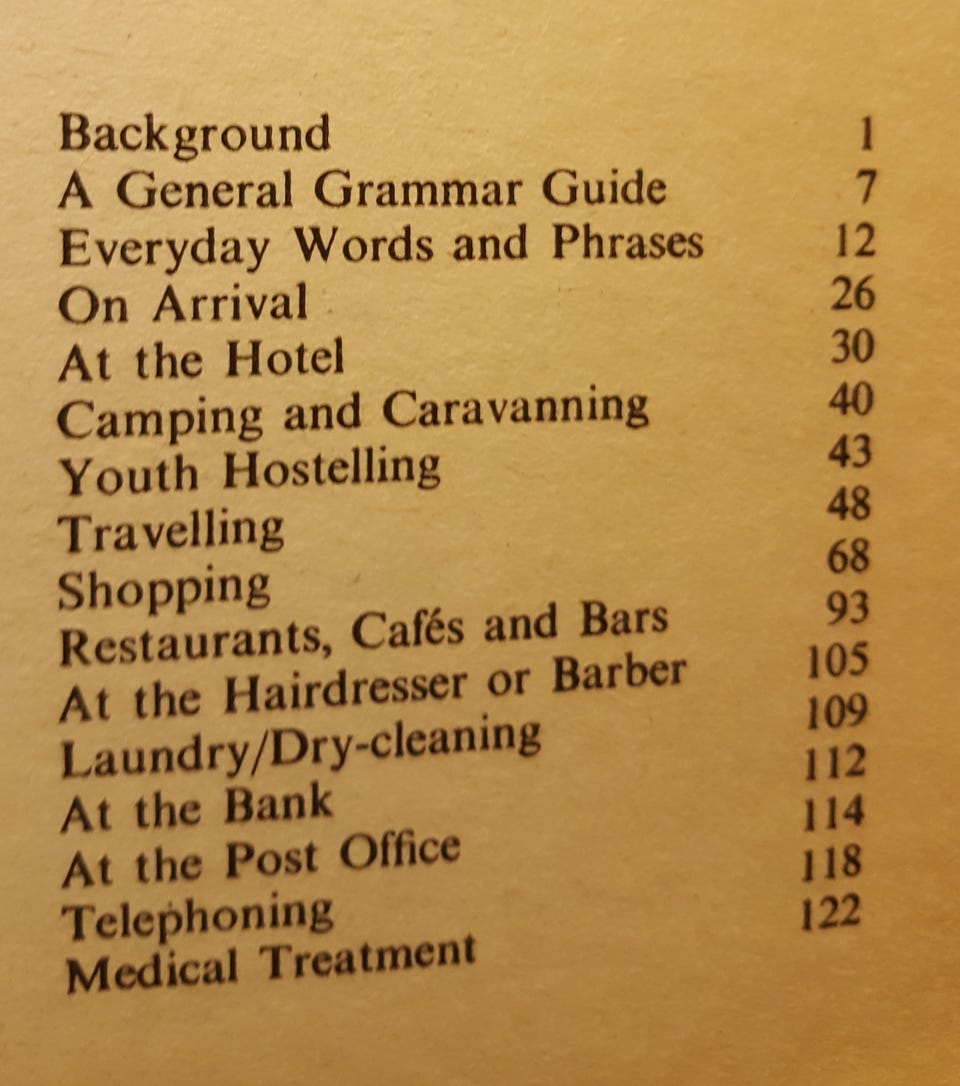 Background 1
A General Grammar Guide 7
Everyday Words and Phrases 12
On Arrival 26
At the Hotel 30
Camping and Caravanning 40
Youth Hostelling 43
Travelling 48
Shopping 68
Restaurants, Cafés and Bars 93
At the Hairdresser or Barber 105
Laundry/Dry-cleaning 109
At the Bank 112
At the Post Office 114
Telephoning 118
Medical Treatment 122